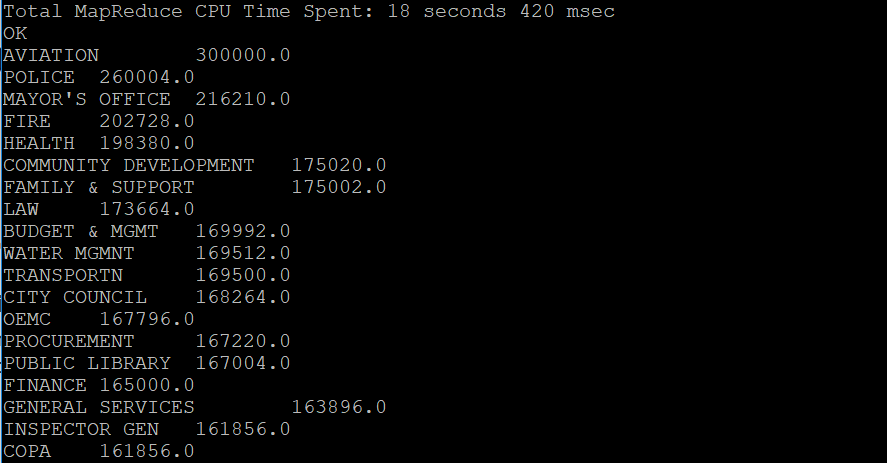 Total MapReduce CPU Time Spent: 18 seconds 420 msec
OK
AVIATION        300000.0
POLICE  260004.0
MAYOR'S OFFICE  216210.0
FIRE    202728.0
HEALTH  198380.0
COMMUNITY DEVELOPMENT   175020.0
FAMILY & SUPPORT        175002.0
LAW     173664.0
BUDGET & MGMT   169992.0
WATER MGMNT     169512.0
TRANSPORTN      169500.0
CITY COUNCIL    168264.0
OEMC    167796.0
PROCUREMENT     167220.0
PUBLIC LIBRARY  167004.0
FINANCE 165000.0
GENERAL SERVICES        163896.0
INSPECTOR GEN   161856.0
COPA    161856.0